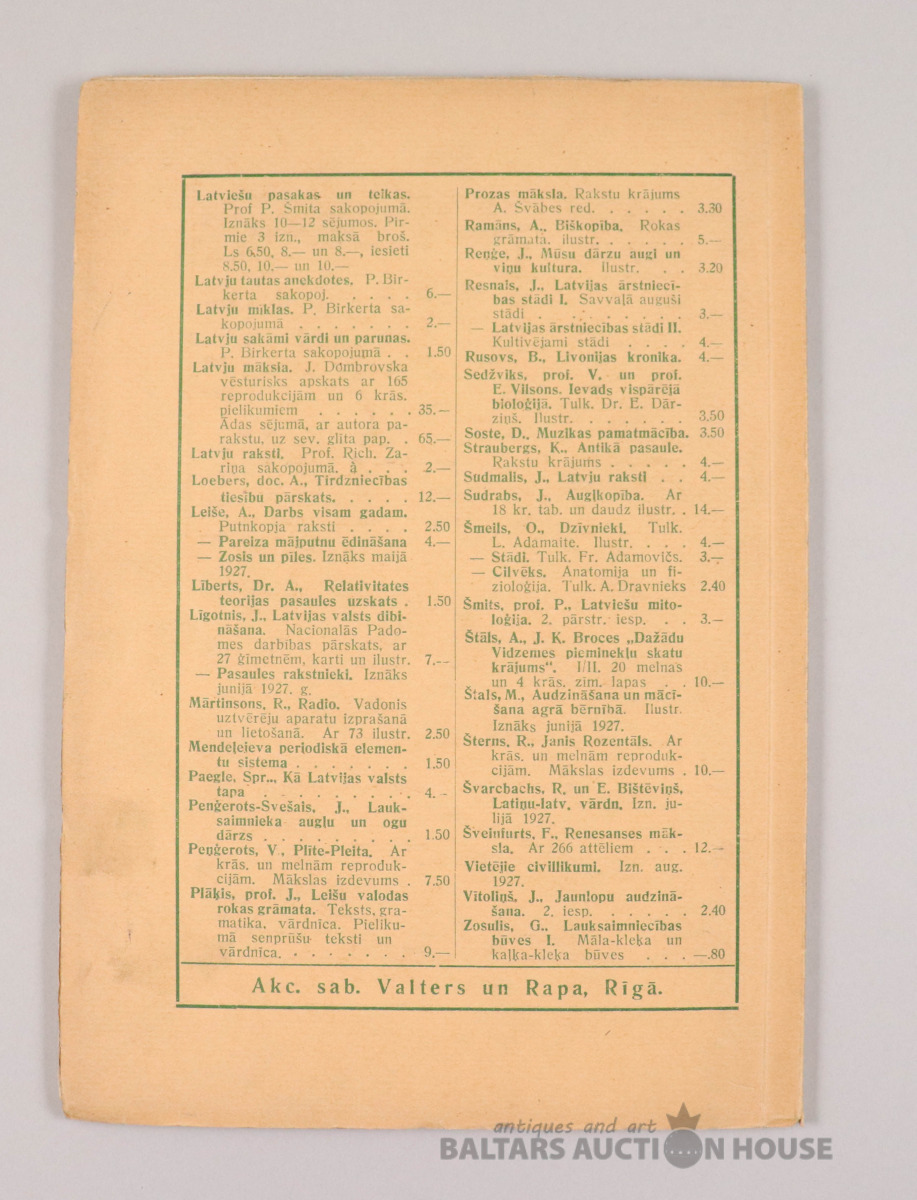 Latviešu pasakas un teikas.
Prof P. Šmita sakopojumā.
Iznāks 10—12 sējumos. Pir-
mie 3 izn., maksā broš.
Ls 6.50, 8.— un 8.—, iesieti
8.50, 10.— un 10.—
Latvju tautas anekdotes. P. Bir-
ķerta sakopoj. . . . . 6.—
Latvju mīklas. P. Birkerta sa-
kopojumā . . . . . . . 2.—
Latvju sakāmi vārdi un parunas.
P. Birkerta sakopojumā . . 1.50
Latvju māksla. J. Dombrovska
vēsturisks apskats ar 165
reprodukcijām un 6 krās.
pielikumiem . . . . . . 35.—
Ādas sējumā, ar autora pa-
rakstu, uz sev. glīta pap. . 65.—
Latvju raksti. Prof. Rich. Za-
riņa sakopojumā. à . . . 2.—
Loebers, doc. A., Tirdzniecības
tiesību pārskats. . . . . 12.—
Leiše, A., Darbs visam gadam.
Putnkopja raksti . . . . 2.50
— Pareiza mājputnu ēdināšana 4.—
— Zosis un pīles. Iznāks maijā
1927.
Līberts, Dr. A., Relativitates
teorijas pasaules uzskats . 1.50
Līgotnis, J., Latvijas valsts dibi-
nāšana. Nacionalās Pado-
mes darbības pārskats, ar
27 ģīmetnēm, karti un ilustr. 7.--
— Pasaules rakstnieki. Iznāks
junijā 1927. g.
Mārtinsons, R., Radio. Vadonis
uztvērēju aparatu izprašanā
un lietošanā. Ar 73 ilustr. 2.50
Mendeļejeva periodiskā elemen-
tu sistema . . . . . . . 1.50
Paegle, Spr.., Kā Latvijas valsts
tapa . . . . . . . . . 4. -
Penģerots-Svešais, J., Lauk-
saimnieka augļu un ogu
dārzs . . . . . . . . . 1.50
Peņģerots, V, Plīte-Pleita. Ar
krās. un melnām reproduk-
cijām. Mākslas izdevums . 7.50
Plāķis, prof. J., Leišu valodas
rokas grāmata. Teksts, gra-
matika, vārdnīca. Pieliku-
mā senprūšu teksti un
vārdnīca. . . . . . . . 9.—
Prozas māksla. Rakstu krājums
A. Švābes red. . . . . . 3.30
Ramāns, A., Biškopība. Rokas
grāmata, ilustr. . . . . . 5.—
Reņģe, J., Mūsu dārzu augi un
viņu kultura. Ilustr. . . 3.20
Resnais, J., Latvijas ārstnieci-
bas stādi I. Savvaļā auguši
stādi . . . . . . . . 3.—
— Latvijas ārstniecības stādi II.
Kultivējami stādi . . . . 4.—
Rusovs, B., Livonijas kronika. 4.—
Sedžviks, prof. V. un prof.
E. Vilsons. Ievads vispārējā
bioloģijā. Tulk. Dr. E. Dār-
ziņš. Ilustr. . . . . . . 3.50
Soste, D., Muzikas pamatmācība. 3.50
Straubergs, K., Antikā pasaule.
Rakstu krājums . . . . . 4.—
Sudmalis, J., Latvju raksti . . 4.—
Sudrabs, J., Augļkopība. Ar
18 kr. tab. un daudz ilustr. . 14.—
Šmeils, O., Dzīvnieki. Tulk.
L. Adamaite. Ilustr. . . . 4.—
— Stādi. Tulk. Fr. Adamovičs. 3.—
— Cilvēks. Anatomija un fi-
zioloģija. Tulk. A. Dravnieks 2.40
Šmits, prof. P., Latviešu mito-
loģija. 2. pārstr. iesp. . . 3.—
Štāls, A., J. K. Broces „Dažādu
Vidzemes pieminekļu skatu
krājums“. I/II. 20 melnas
un 4 krās. zīm. lapas . . 10.—
Štāls, M., Audzināšana un māci-
šana agrā bērnībā. Ilustr.
Iznāks junijā 1927.
Šterns, R., Janis Rozentāls. Ar
krās. un melnām reproduk-
cijām. Mākslas izdevums . 10.—
Švarcbachs, R. un E. Bištēviņš,
Latiņu-latv. vārdn. Izn. ju-
lijā 1927.
Šveinfurts, F., Renesanses māk-
sla. Ar 266 attēliem . . . 12.—
Vietējie civillikumi. Izn. aug.
1927.
Vītoliņš, J., Jaunlopu audzinā-
šana. 2. iesp. . . . . . 2.40
Zosulis, G., Lauksaimniecības
būves I. Māla-kleķa un
kaļķa-kleķa būves . . . —.80
Akc. sab. Valters un Rapa, Rīgā.
antiques and art
BALTARS AUCTION HOUSE